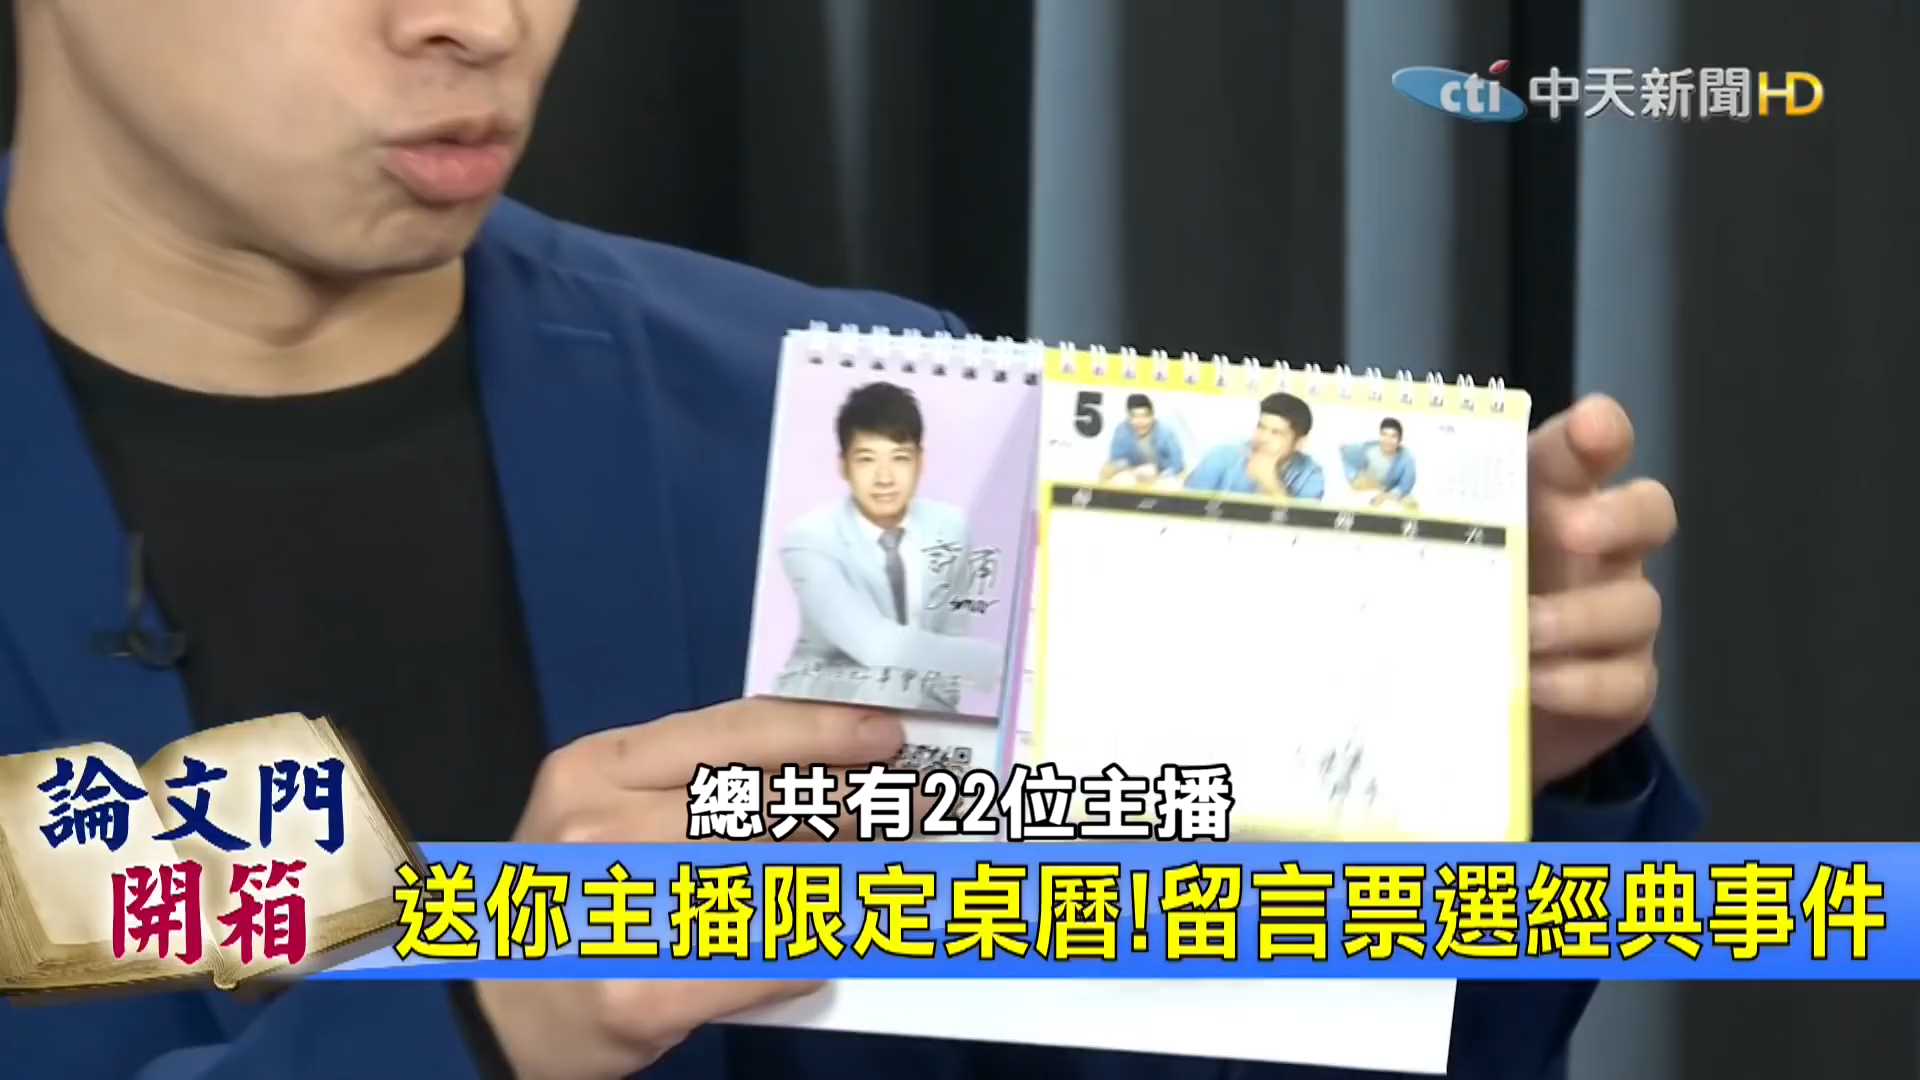 cti 中天新聞HD
5
許甫
Osmar
總共有22位主播
論文門
開箱
送你主播限定桌曆!留言票選經典事件